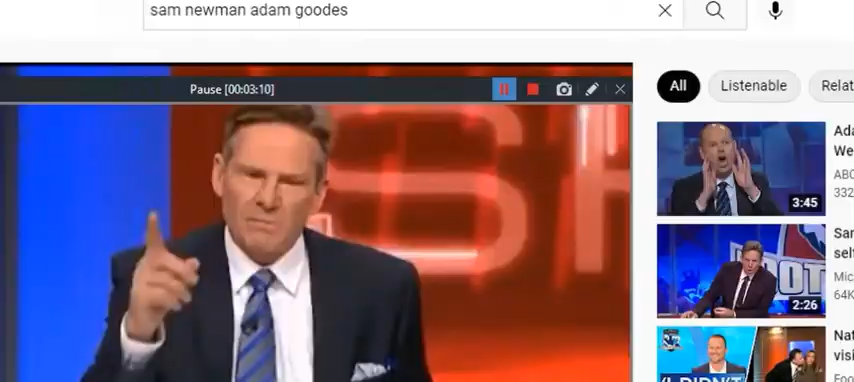 sam newman adam goodes
Pause [00:03:10]
All
Listenable
Relat
Ada
We
ABC
332
3:45
Sar
self
Mic
64K
2:26
Nat
visi
Foo